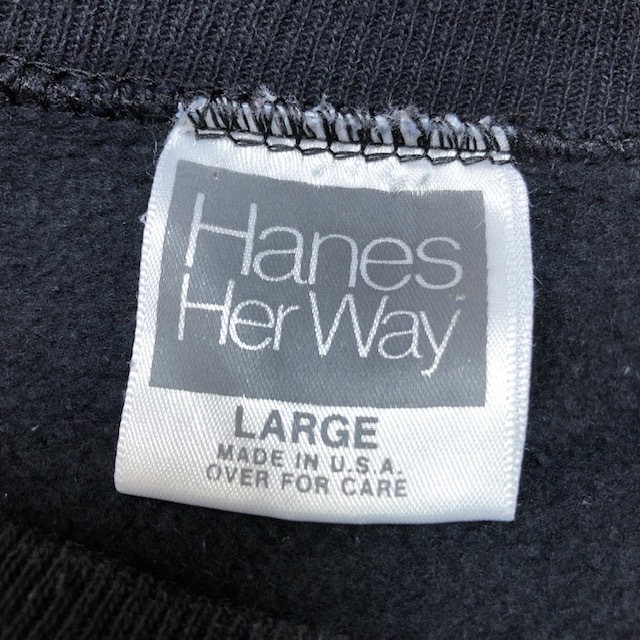 Hanes
Her Way
LARGE
MADE IN U.S.A.
OVER FOR CARE